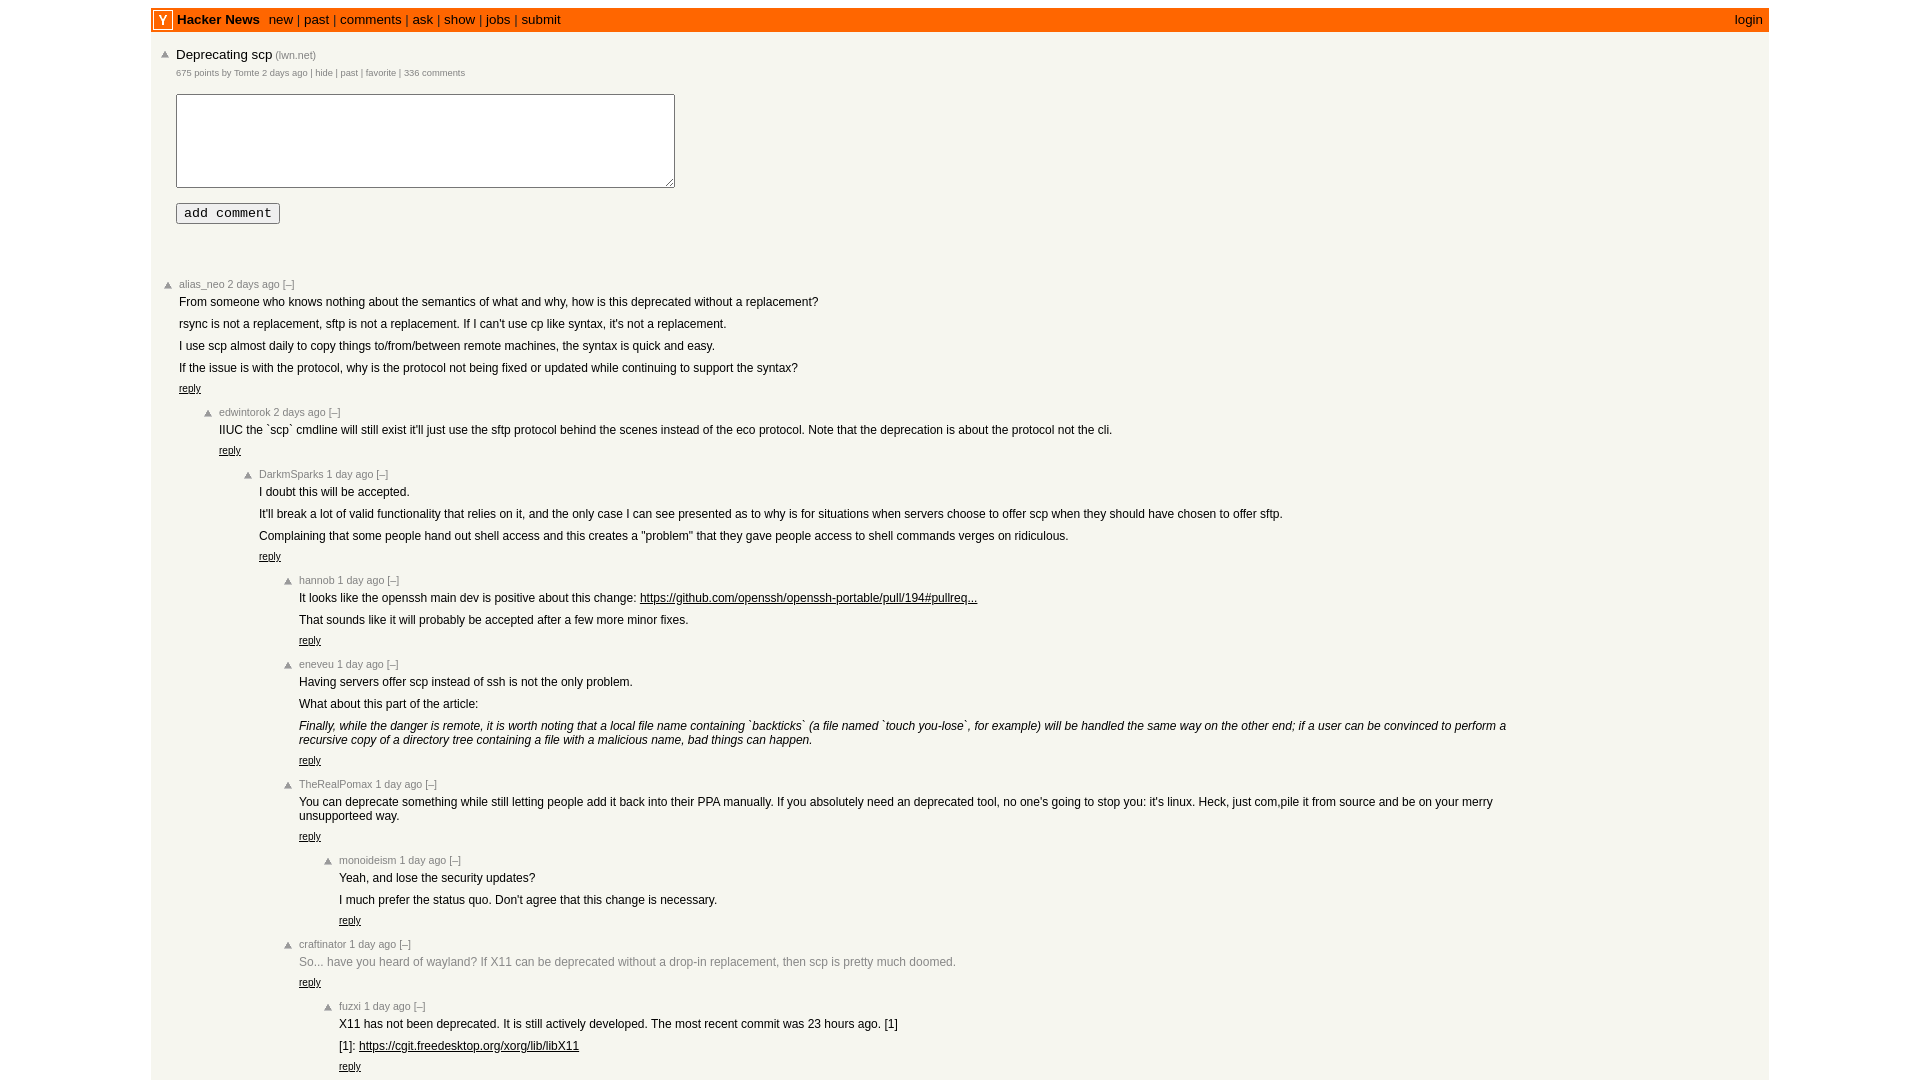 Y Hacker News new | past | comments | ask | show | jobs | submit login
Deprecating scp (lwn.net)
675 points by Tomte 2 days ago | hide | past | favorite | 336 comments
add comment
alias_neo 2 days ago [–]
From someone who knows nothing about the semantics of what and why, how is this deprecated without a replacement?
rsync is not a replacement, sftp is not a replacement. If I can't use cp like syntax, it's not a replacement.
I use scp almost daily to copy things to/from/between remote machines, the syntax is quick and easy.
If the issue is with the protocol, why is the protocol not being fixed or updated while continuing to support the syntax?
reply
edwintorok 2 days ago [–]
IIUC the `scp` cmdline will still exist it'll just use the sftp protocol behind the scenes instead of the eco protocol. Note that the deprecation is about the protocol not the cli.
reply
DarkmSparks 1 day ago [–]
I doubt this will be accepted.
It'll break a lot of valid functionality that relies on it, and the only case I can see presented as to why is for situations when servers choose to offer scp when they should have chosen to offer sftp.
Complaining that some people hand out shell access and this creates a "problem" that they gave people access to shell commands verges on ridiculous.
reply
hannob 1 day ago [–]
It looks like the openssh main dev is positive about this change: https://github.com/openssh/openssh-portable/pull/194#pullreq...
That sounds like it will probably be accepted after a few more minor fixes.
reply
eneveu 1 day ago [–]
Having servers offer scp instead of ssh is not the only problem.
What about this part of the article:
Finally, while the danger is remote, it is worth noting that a local file name containing `backticks` (a file named `touch you-lose`, for example) will be handled the same way on the other end; if a user can be convinced to perform a
recursive copy of a directory tree containing a file with a malicious name, bad things can happen.
reply
TheRealPomax 1 day ago [–]
You can deprecate something while still letting people add it back into their PPA manually. If you absolutely need an deprecated tool, no one's going to stop you: it's linux. Heck, just com,pile it from source and be on your merry
unsupporteed way.
reply
monoideism 1 day ago [–]
Yeah, and lose the security updates?
I much prefer the status quo. Don't agree that this change is necessary.
reply
craftinator 1 day ago [–]
So... have you heard of wayland? If X11 can be deprecated without a drop-in replacement, then scp is pretty much doomed.
reply
fuzxi 1 day ago [–]
X11 has not been deprecated. It is still actively developed. The most recent commit was 23 hours ago. [1]
[1]: https://cgit.freedesktop.org/xorg/lib/libX11
reply